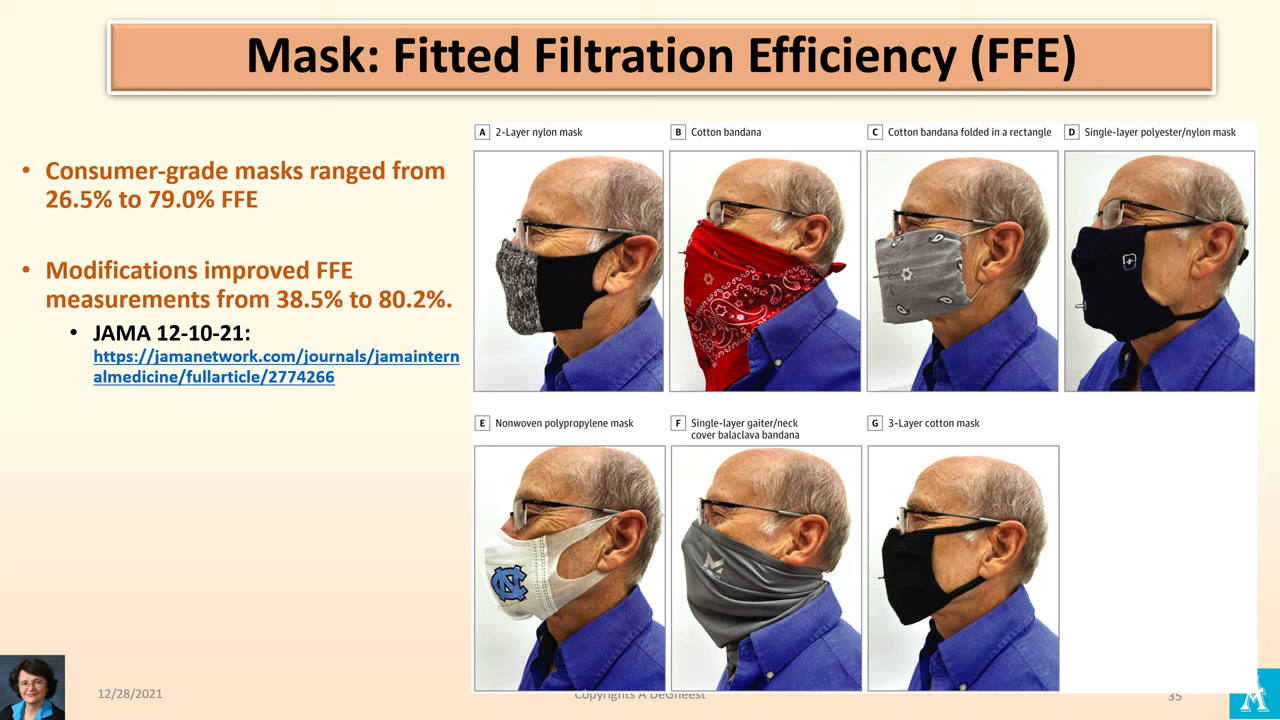 Mask: Fitted Filtration Efficiency (FFE)
• Consumer-grade masks ranged from
26.5% to 79.0% FFE
• Modifications improved FFE
measurements from 38.5% to 80.2%.
• JAMA 12-10-21:
https://jamanetwork.com/journals/jamaintern
almedicine/fullarticle/2774266
A 2-Layer nylon mask
B Cotton bandana
C Cotton bandana folded in a rectangle
D Single-layer polyester/nylon mask
E Nonwoven polypropylene mask
F Single-layer gaiter/neck
cover balaclava bandana
G 3-Layer cotton mask
NC
12/28/2021
Copyrights A DeGheest
35